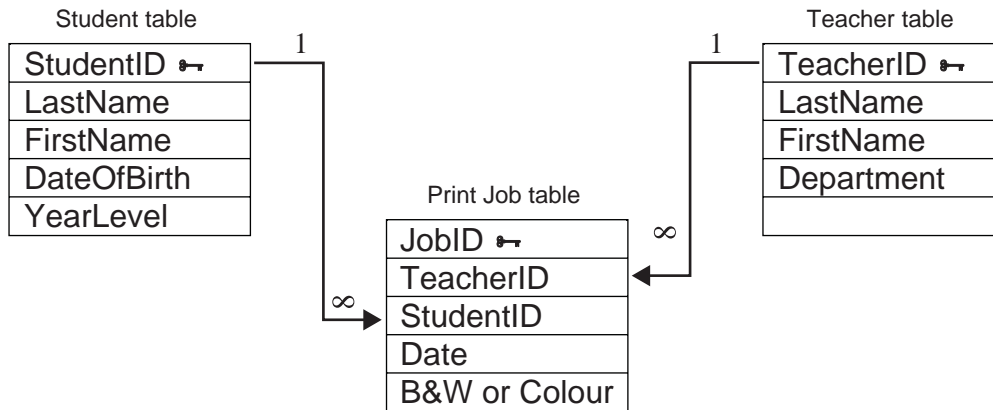 Student table
StudentID
LastName
FirstName
DateOfBirth
YearLevel
1
∞
Print Job table
JobID
TeacherID
StudentID
Date
B&W or Colour
Teacher table
TeacherID
LastName
FirstName
Department
1
∞